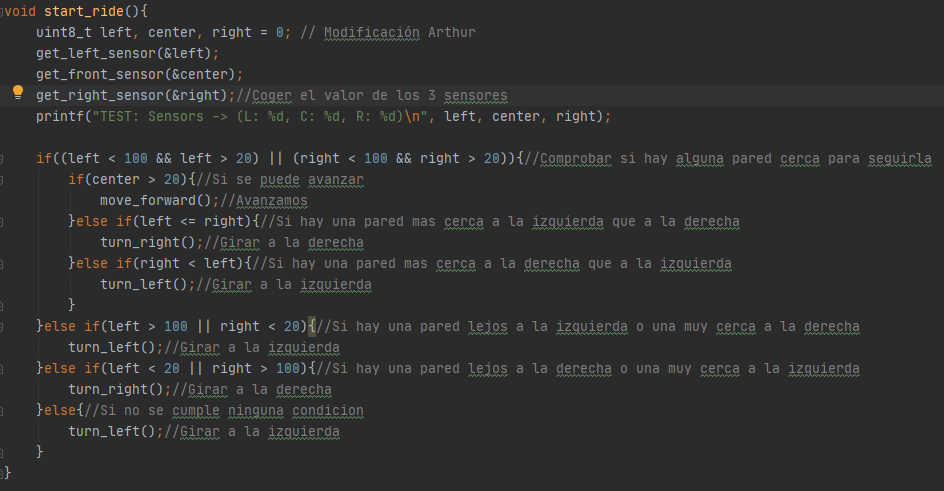 void start_ride(){
    uint8_t left, center, right = 0; // Modificación Arthur
    get_left_sensor(&left);
    get_front_sensor(&center);
    get_right_sensor(&right);//Coger el valor de los 3 sensores
    printf("TEST: Sensors -> (L: %d, C: %d, R: %d)\n", left, center, right);

    if((left < 100 && left > 20) || (right < 100 && right > 20)){//Comprobar si hay alguna pared cerca para seguirla
        if(center > 20){//Si se puede avanzar
            move_forward();//Avanzamos
        }else if(left <= right){//Si hay una pared mas cerca a la izquierda que a la derecha
            turn_right();//Girar a la derecha
        }else if(right < left){//Si hay una pared mas cerca a la derecha que a la izquierda
            turn_left();//Girar a la izquierda
        }
    }else if(left > 100 || right < 20){//Si hay una pared lejos a la izquierda o una muy cerca a la derecha
        turn_left();//Girar a la izquierda
    }else if(left < 20 || right > 100){//Si hay una pared lejos a la derecha o una muy cerca a la izquierda
        turn_right();//Girar a la derecha
    }else{//Si no se cumple ninguna condicion
        turn_left();//Girar a la izquierda
    }
}